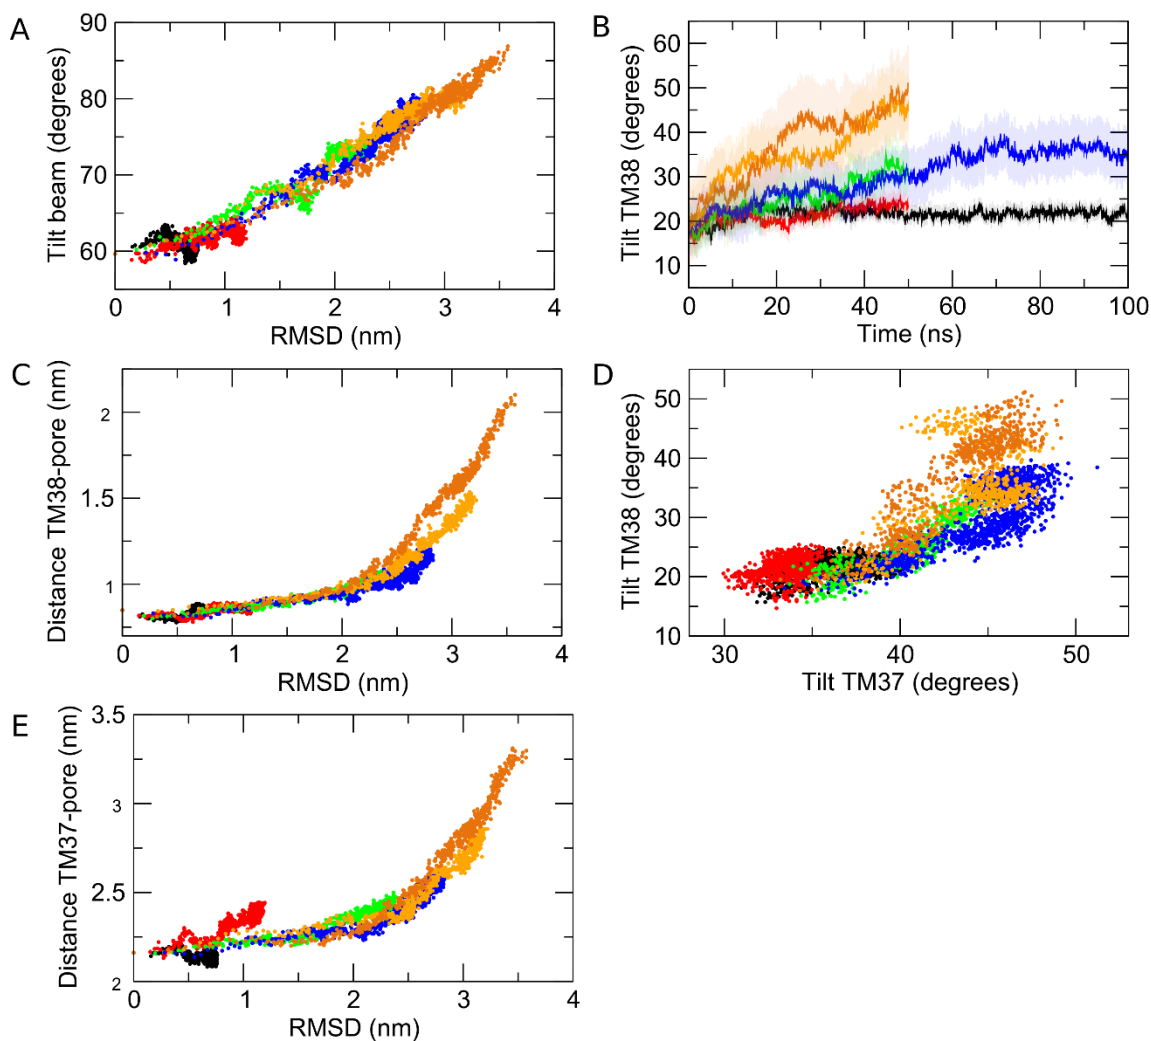 A
Tilt beam (degrees)
90
80
70
60
0 1 2 3 4
RMSD (nm)
B
Tilt TM38 (degrees)
60
50
40
30
20
10
0 20 40 60 80 100
Time (ns)
C
Distance TM38-pore (nm)
2
1.5
1
0 1 2 3 4
RMSD (nm)
D
Tilt TM38 (degrees)
50
40
30
20
10
30 40 50
Tilt TM37 (degrees)
E
Distance TM37-pore (nm)
3.5
3
2.5
2
0 1 2 3 4
RMSD (nm)